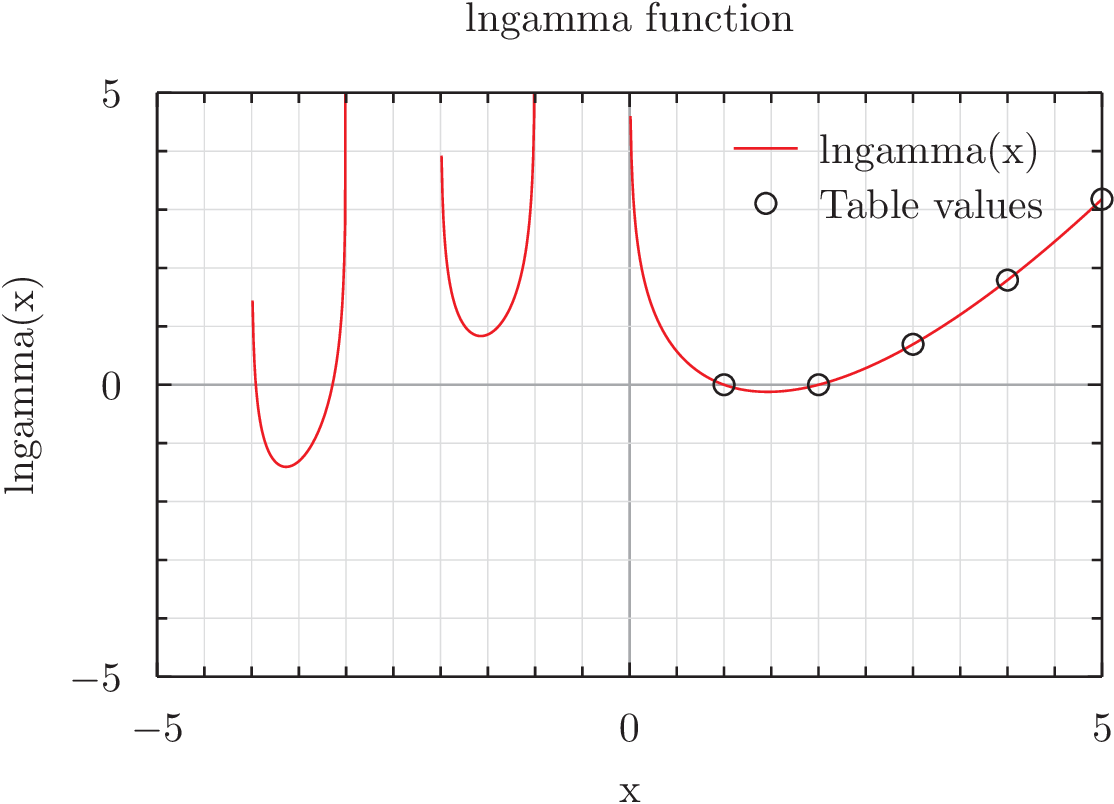 lngamma function
5
lngamma(x)
Table values
lngamma(x)
0
−5
−5 0 5
x